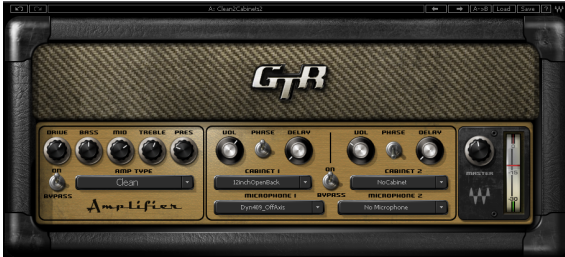 A: Clean2Cabinets2
A->B Load Save ?
GTR
DRIVE BASS MID TREBLE PRES
VOL PHASE DELAY
VOL PHASE DELAY
MASTER
ON
AMP TYPE
Clean
BYPASS
Amplifier
CABINET 1
12inchOpenBack
MICROPHONE 1
Dyn409_OffAxis
ON
BYPASS
CABINET 2
NoCabinet
MICROPHONE 2
No Microphone